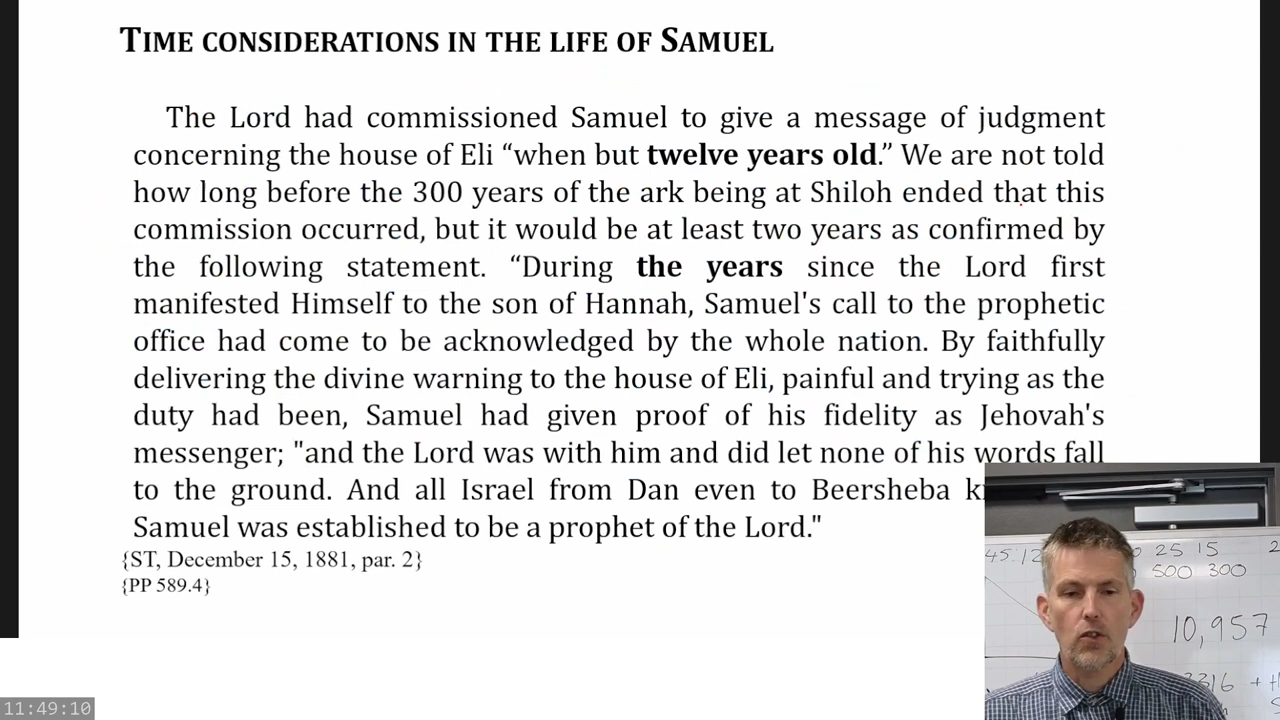 TIME CONSIDERATIONS IN THE LIFE OF SAMUEL
The Lord had commissioned Samuel to give a message of judgment
concerning the house of Eli “when but twelve years old.” We are not told
how long before the 300 years of the ark being at Shiloh ended that this
commission occurred, but it would be at least two years as confirmed by
the following statement. “During the years since the Lord first
manifested Himself to the son of Hannah, Samuel's call to the prophetic
office had come to be acknowledged by the whole nation. By faithfully
delivering the divine warning to the house of Eli, painful and trying as the
duty had been, Samuel had given proof of his fidelity as Jehovah's
messenger; "and the Lord was with him and did let none of his words fall
to the ground. And all Israel from Dan even to Beersheba
Samuel was established to be a prophet of the Lord."
{ST, December 15, 1881, par. 2}
{PP 589.4}
45:12 25 15
500 300
10,957
11:49:10